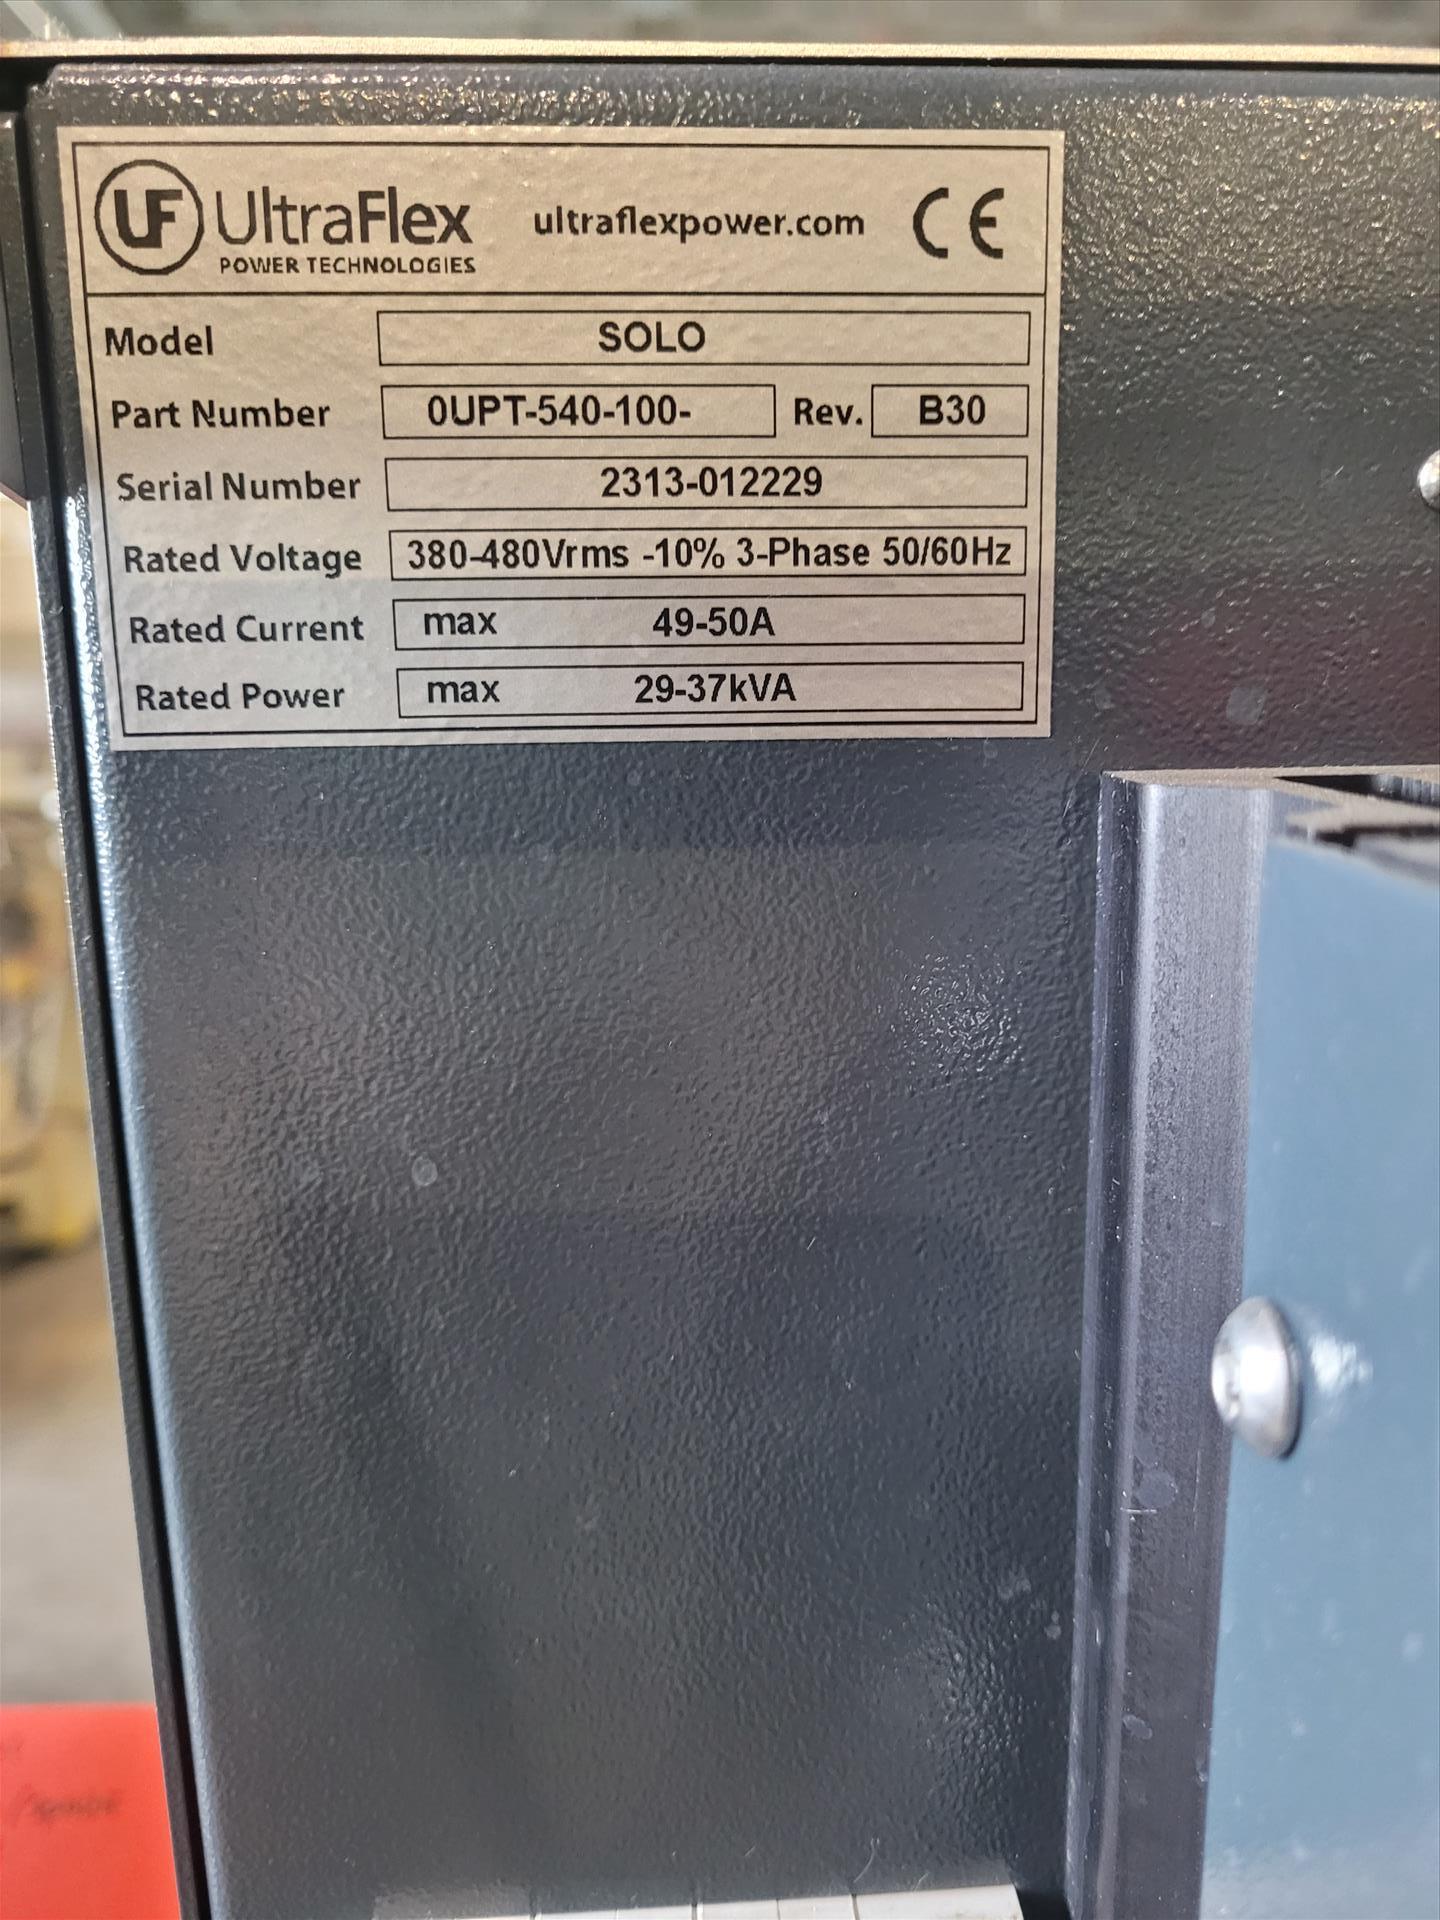 UF UltraFlex
POWER TECHNOLOGIES
ultraflexpower.com CE
Model SOLO
Part Number 0UPT-540-100- Rev. B30
Serial Number 2313-012229
Rated Voltage 380-480Vrms -10% 3-Phase 50/60Hz
Rated Current max 49-50A
Rated Power max 29-37kVA